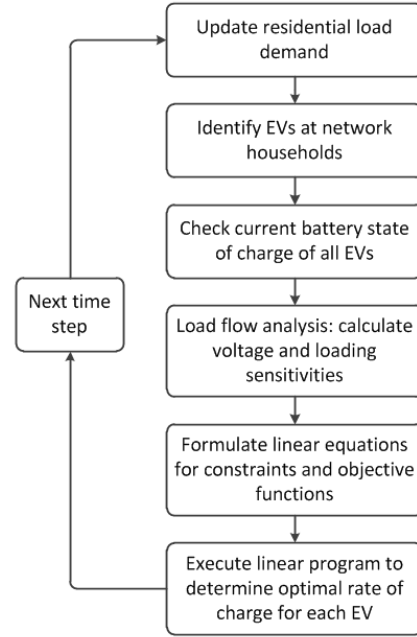 Update residential load
demand
Identify EVs at network
households
Check current battery state
of charge of all EVs
Next time
step
Load flow analysis: calculate
voltage and loading
sensitivities
Formulate linear equations
for constraints and objective
functions
Execute linear program to
determine optimal rate of
charge for each EV